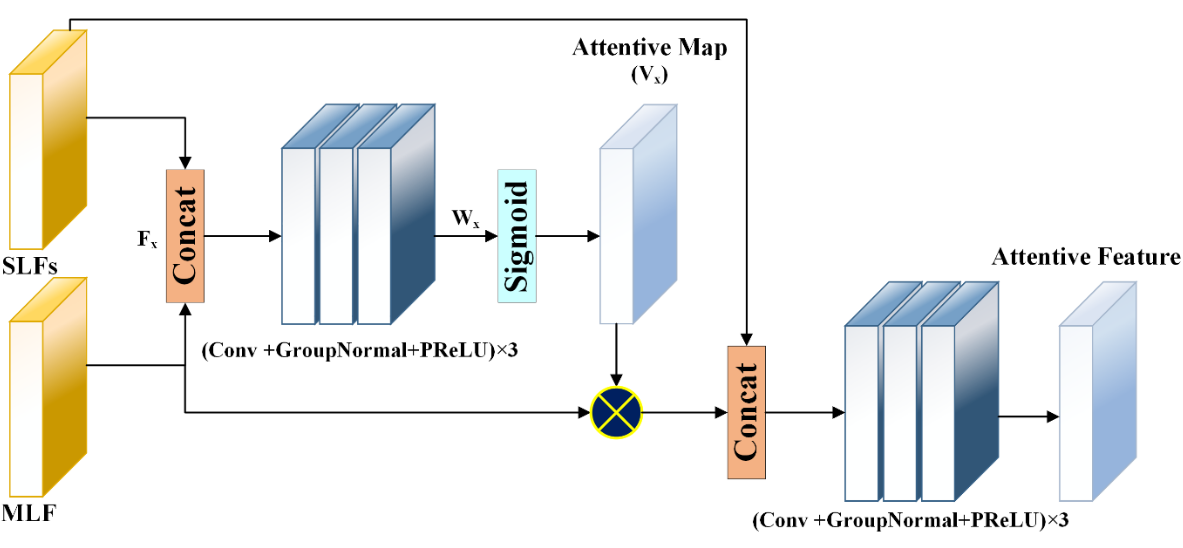 Attentive Map
(Vₓ)
SLFs
Fₓ
Concat
Wₓ
Sigmoid
(Conv +GroupNormal+PReLU)×3
MLF
Concat
Attentive Feature
(Conv +GroupNormal+PReLU)×3